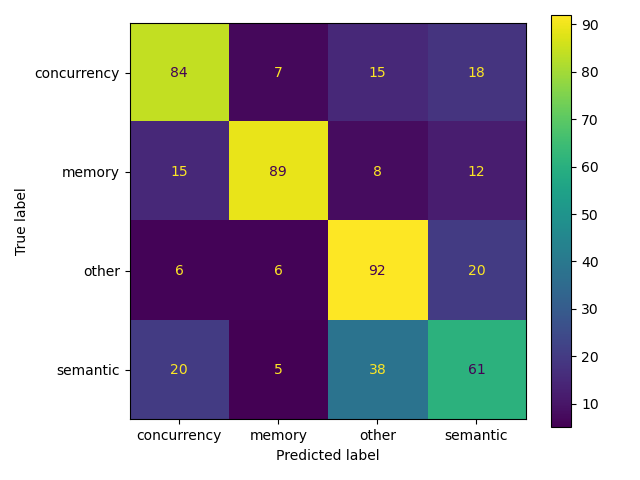 concurrency 84 7 15 18
memory 15 89 8 12
other 6 6 92 20
semantic 20 5 38 61
concurrency memory other semantic
Predicted label
True label
90
80
70
60
50
40
30
20
10